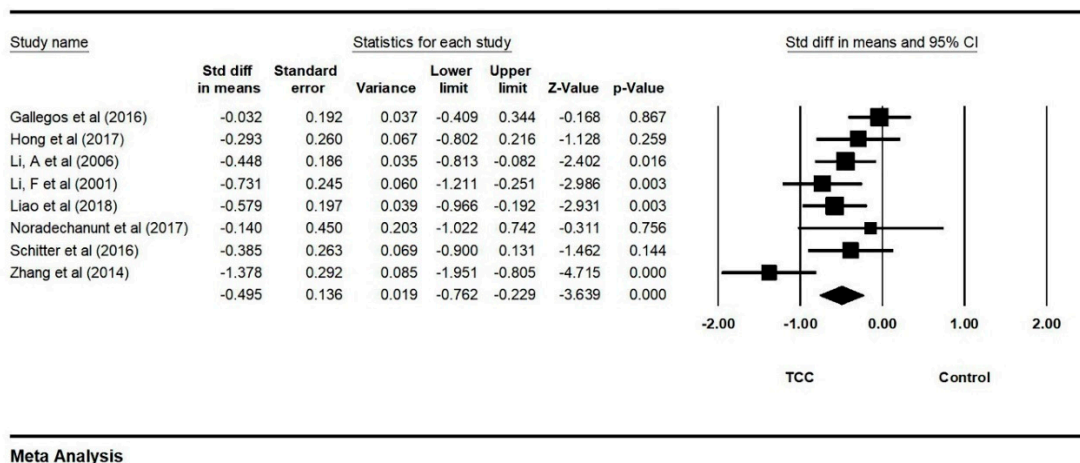 Study name Statistics for each study Std diff in means and 95% CI
Std diff Standard Lower Upper
in means error Variance limit limit Z-Value p-Value
Gallegos et al (2016) -0.032 0.192 0.037 -0.409 0.344 -0.168 0.867
Hong et al (2017) -0.293 0.260 0.067 -0.802 0.216 -1.128 0.259
Li, A et al (2006) -0.448 0.186 0.035 -0.813 -0.082 -2.402 0.016
Li, F et al (2001) -0.731 0.245 0.060 -1.211 -0.251 -2.986 0.003
Liao et al (2018) -0.579 0.197 0.039 -0.966 -0.192 -2.931 0.003
Noradechanunt et al (2017) -0.140 0.450 0.203 -1.022 0.742 -0.311 0.756
Schitter et al (2016) -0.385 0.263 0.069 -0.900 0.131 -1.462 0.144
Zhang et al (2014) -1.378 0.292 0.085 -1.951 -0.805 -4.715 0.000
-0.495 0.136 0.019 -0.762 -0.229 -3.639 0.000
-2.00 -1.00 0.00 1.00 2.00
TCC Control
Meta Analysis